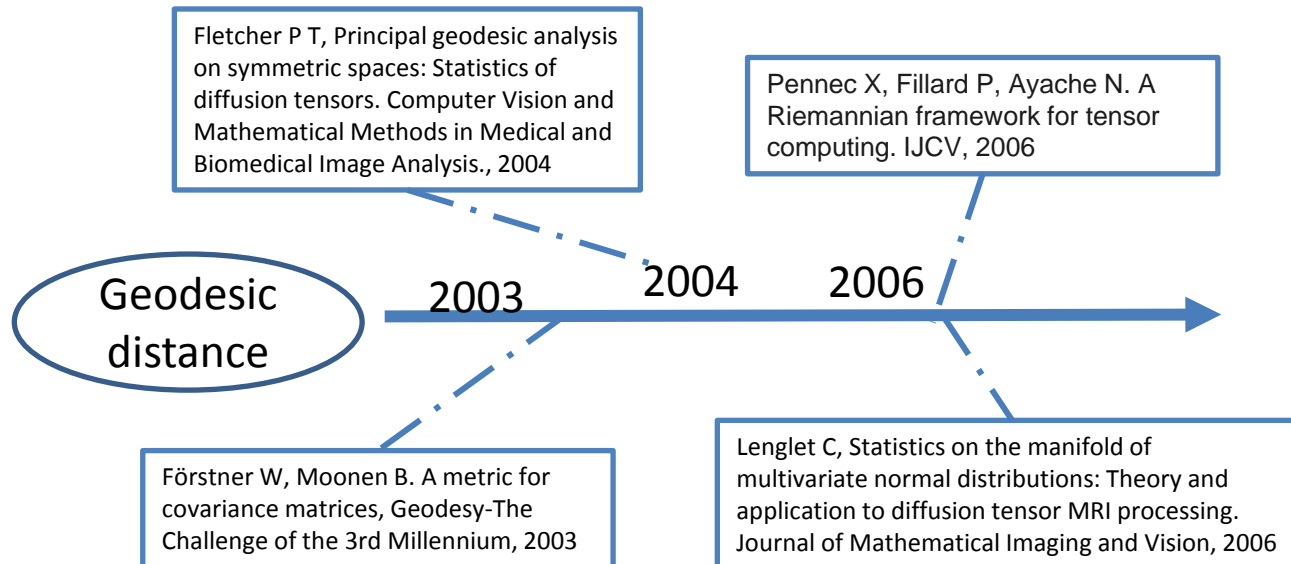 Fletcher P T, Principal geodesic analysis
on symmetric spaces: Statistics of
diffusion tensors. Computer Vision and
Mathematical Methods in Medical and
Biomedical Image Analysis., 2004
Pennec X, Fillard P, Ayache N. A
Riemannian framework for tensor
computing. IJCV, 2006
Geodesic
distance
2003
2004
2006
Förstner W, Moonen B. A metric for
covariance matrices, Geodesy-The
Challenge of the 3rd Millennium, 2003
Lenglet C, Statistics on the manifold of
multivariate normal distributions: Theory and
application to diffusion tensor MRI processing.
Journal of Mathematical Imaging and Vision, 2006